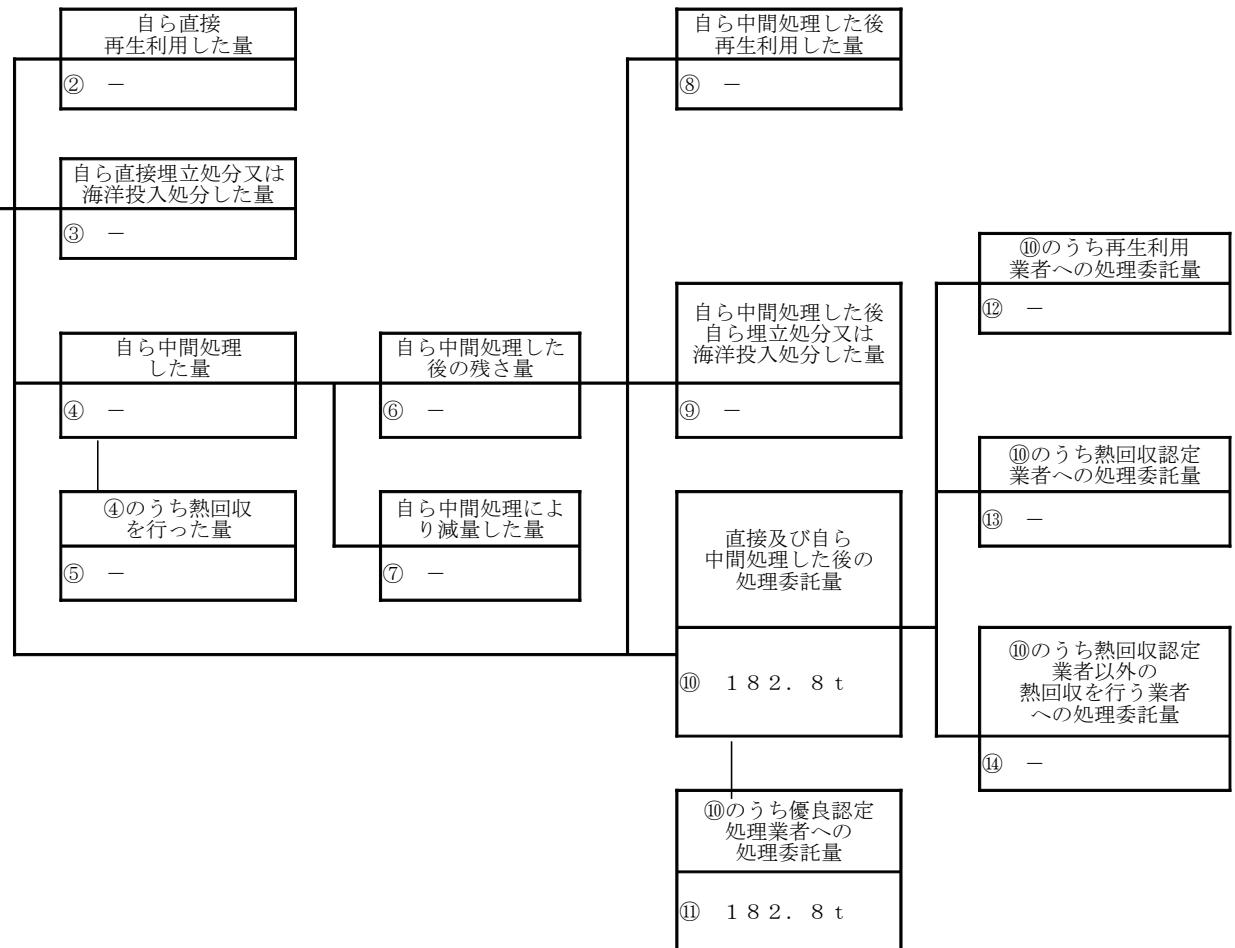 自ら直接
再生利用した量
② －
自ら直接埋立処分又は
海洋投入処分した量
③ －
自ら中間処理
した量
④ －
④のうち熱回収
を行った量
⑤ －
自ら中間処理した
後の残さ量
⑥ －
自ら中間処理によ
り減量した量
⑦ －
自ら中間処理した後
再生利用した量
⑧ －
自ら中間処理した後
自ら埋立処分又は
海洋投入処分した量
⑨ －
直接及び自ら
中間処理した後の
処理委託量
⑩ １８２．８ｔ
⑩のうち優良認定
処理業者への
処理委託量
⑪ １８２．８ｔ
⑩のうち再生利用
業者への処理委託量
⑫ －
⑩のうち熱回収認定
業者への処理委託量
⑬ －
⑩のうち熱回収認定
業者以外の
熱回収を行う業者
への処理委託量
⑭ －